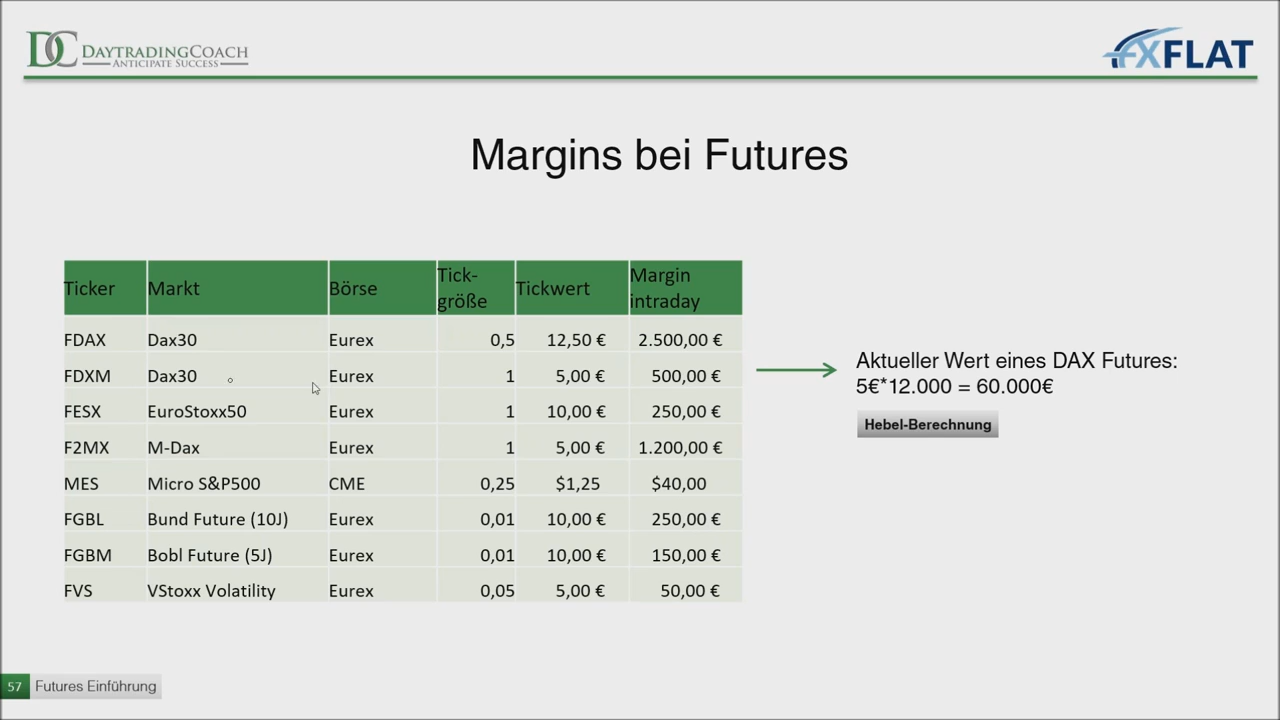 DC DAYTRADINGCOACH
ANTICIPATE SUCCESS
FXFLAT
Margins bei Futures
Ticker Markt Börse Tick-größe Tickwert Margin intraday
FDAX Dax30 Eurex 0,5 12,50 € 2.500,00 €
FDXM Dax30 Eurex 1 5,00 € 500,00 €
FESX EuroStoxx50 Eurex 1 10,00 € 250,00 €
F2MX M-Dax Eurex 1 5,00 € 1.200,00 €
MES Micro S&P500 CME 0,25 $1,25 $40,00
FGBL Bund Future (10J) Eurex 0,01 10,00 € 250,00 €
FGBM Bobl Future (5J) Eurex 0,01 10,00 € 150,00 €
FVS VStoxx Volatility Eurex 0,05 5,00 € 50,00 €
Aktueller Wert eines DAX Futures:
5€*12.000 = 60.000€
Hebel-Berechnung
57 Futures Einführung